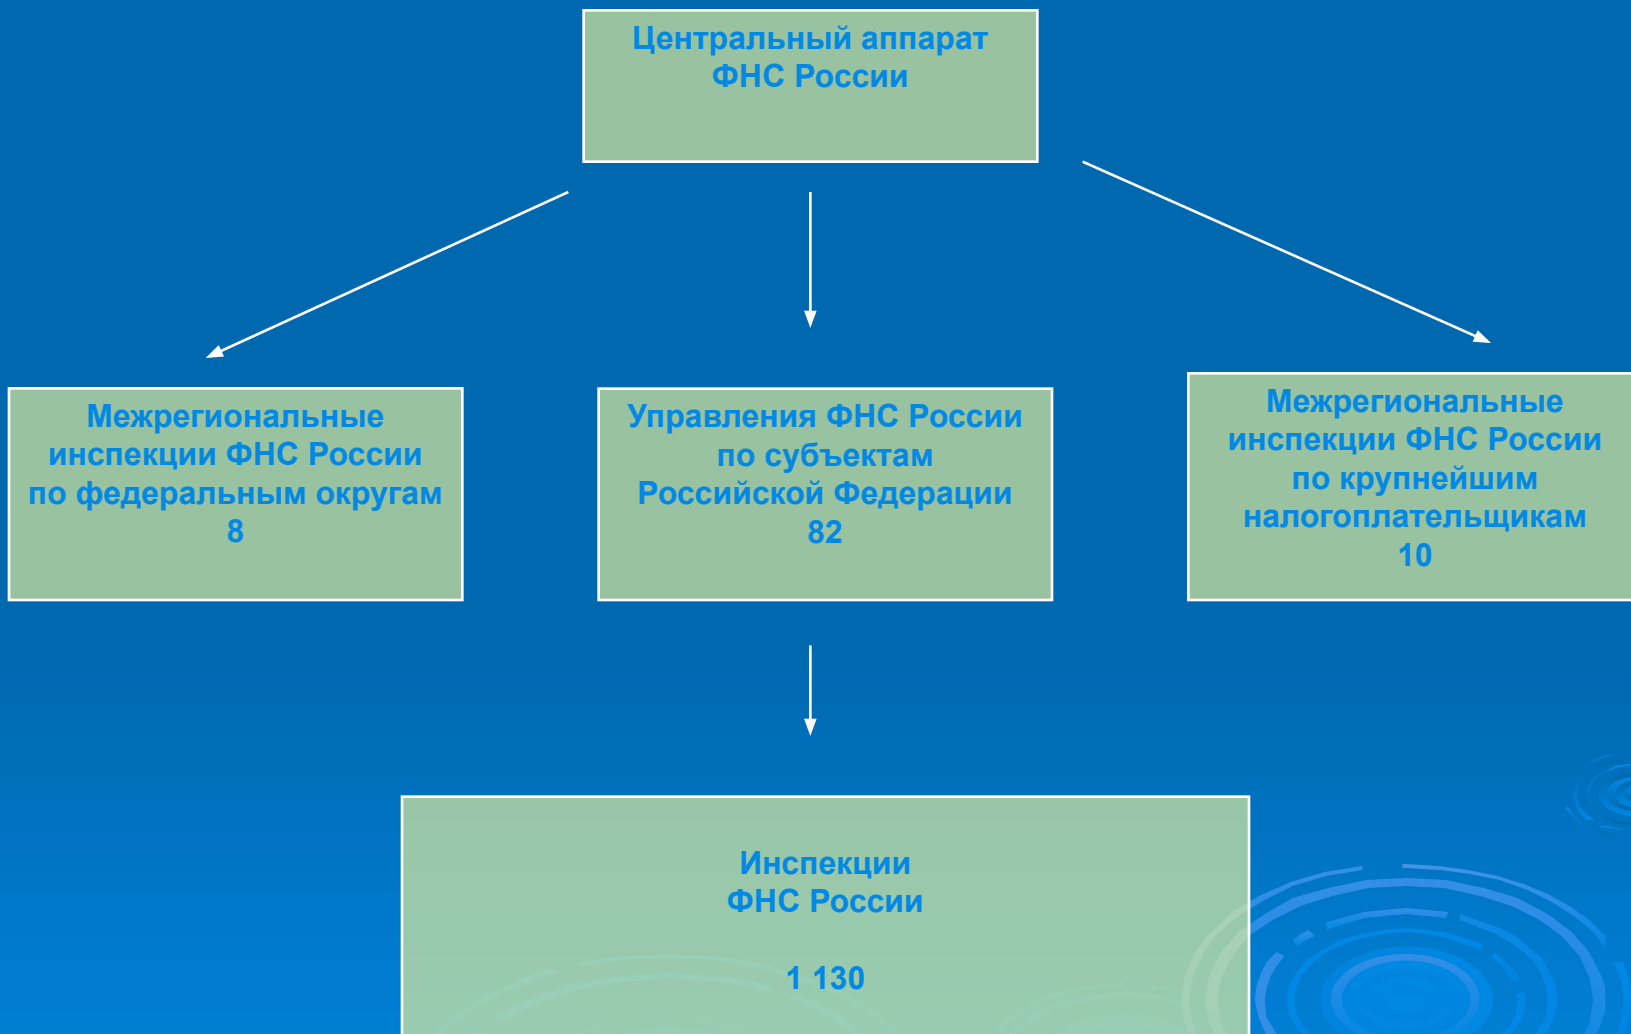 Центральный аппарат
ФНС России
Межрегиональные
инспекции ФНС России
по федеральным округам
8
Управления ФНС России
по субъектам
Российской Федерации
82
Межрегиональные
инспекции ФНС России
по крупнейшим
налогоплательщикам
10
Инспекции
ФНС России
1 130